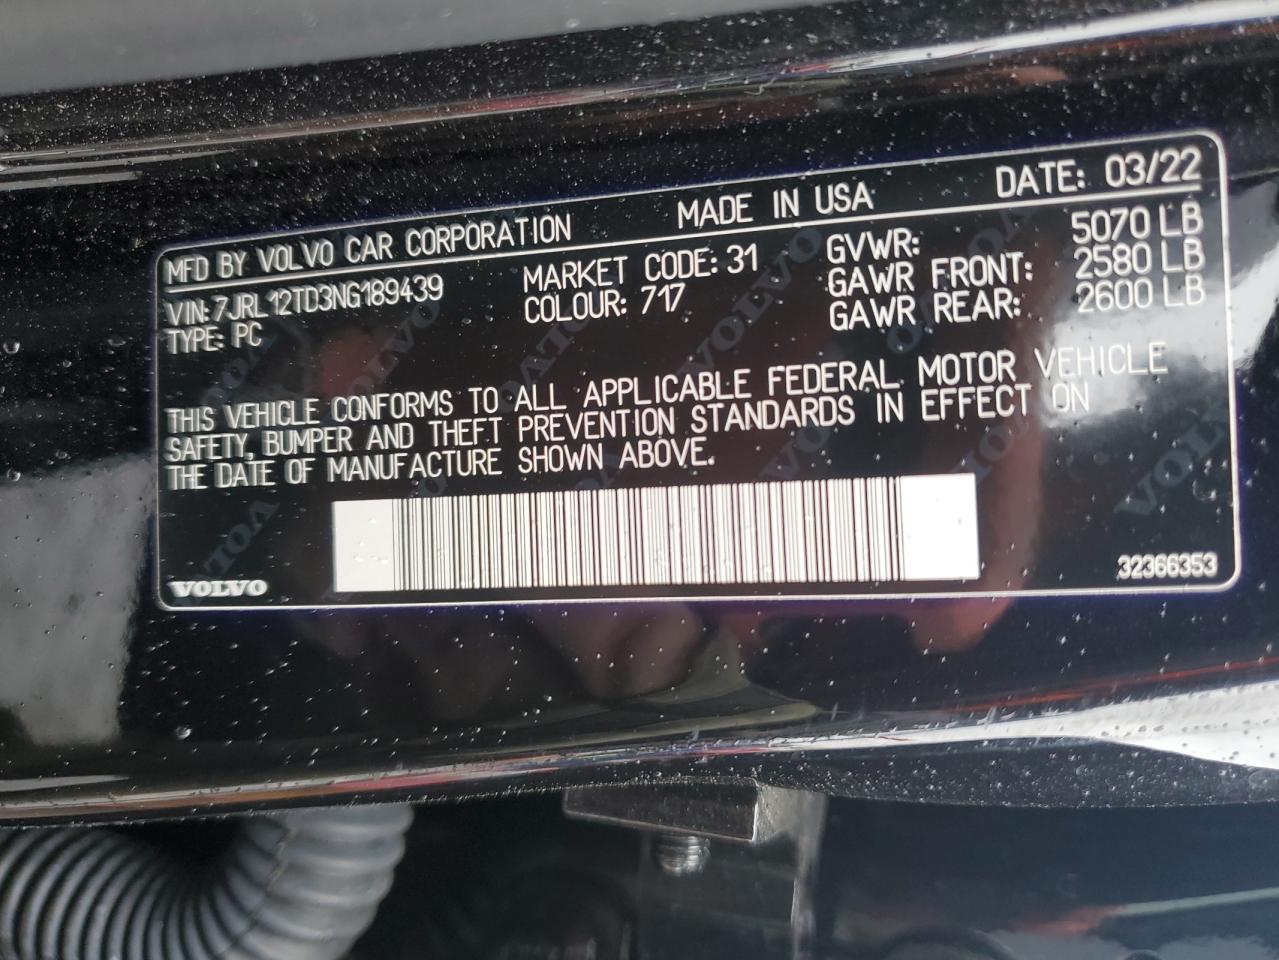 MFD BY VOLVO CAR CORPORATION MADE IN USA DATE: 03/22
VIN: 7JRL12TD3NG189439 MARKET CODE: 31 GVWR: 5070 LB
TYPE: PC COLOUR: 717 GAWR FRONT: 2580 LB
GAWR REAR: 2600 LB
THIS VEHICLE CONFORMS TO ALL APPLICABLE FEDERAL MOTOR VEHICLE
SAFETY, BUMPER AND THEFT PREVENTION STANDARDS IN EFFECT ON
THE DATE OF MANUFACTURE SHOWN ABOVE.
VOLVO 32366353